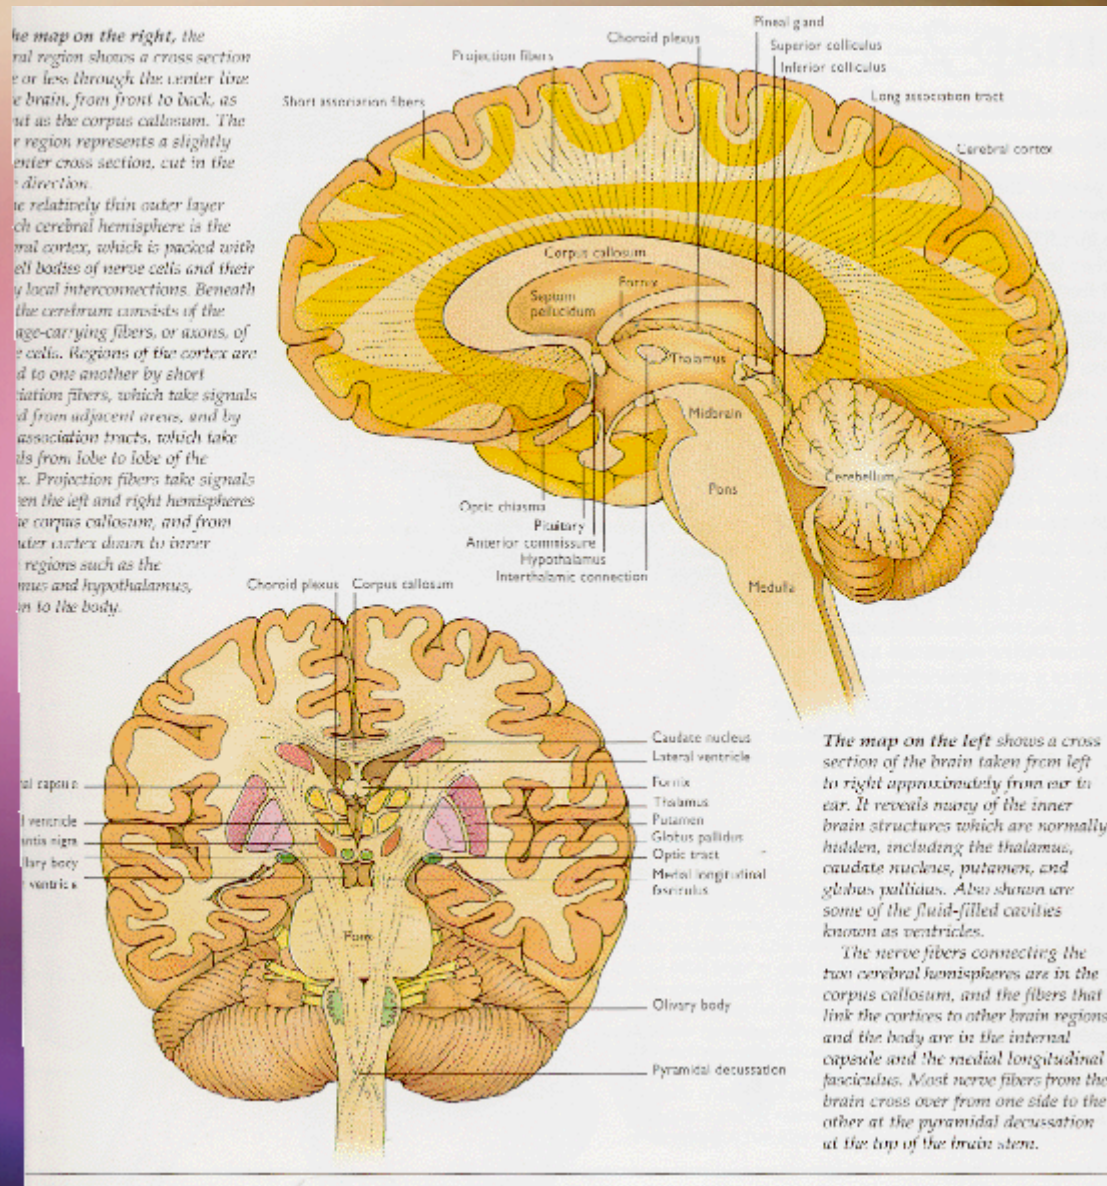 he map on the right, the
ral region shows a cross section
e or less through the center line
e brain, from front to back, as
ut as the corpus callosum. The
r region represents a slightly
enter cross section, cut in the
e direction.
he relatively thin outer layer
ch cerebral hemisphere is the
oral cortex, which is packed with
ell bodies of nerve cells and their
y local interconnections. Beneath
the cerebrum consists of the
age-carrying fibers, or axons, of
e cells. Regions of the cortex are
d to one another by short
ciation fibers, which take signals
d from adjacent areas, and by
association tracts, which take
ls from lobe to lobe of the
x. Projection fibers take signals
en the left and right hemispheres
he corpus callosum, and from
uter cortex down to inner
regions such as the
mus and hypothalamus,
n to the body.
Pineal gland
Choroid plexus
Superior colliculus
Projection fibers
Inferior colliculus
Short association fibers
Long association tract
Cerebral cortex
Corpus callosum
Fornix
Septum
pellucidum
Thalamus
Midbrain
Cerebellum
Pons
Optic chiasma
Pituitary
Anterior commissure
Hypothalamus
Interthalamic connection
Medulla
Choroid plexus
Corpus callosum
Caudate nucleus
Lateral ventricle
Fornix
Thalamus
Putamen
Globus pallidus
Optic tract
Medial longitudinal
fasciculus
al capsule
l ventricle
antia nigra
llary body
ventricle
Pons
Olivary body
Pyramidal decussation
The map on the left shows a cross
section of the brain taken from left
to right approximately from ear to
ear. It reveals many of the inner
brain structures which are normally
hidden, including the thalamus,
caudate nucleus, putamen, and
globus pallidus. Also shown are
some of the fluid-filled cavities
known as ventricles.
The nerve fibers connecting the
two cerebral hemispheres are in the
corpus callosum, and the fibers that
link the cortices to other brain regions
and the body are in the internal
capsule and the medial longitudinal
fasciculus. Most nerve fibers from the
brain cross over from one side to the
other at the pyramidal decussation
at the top of the brain stem.